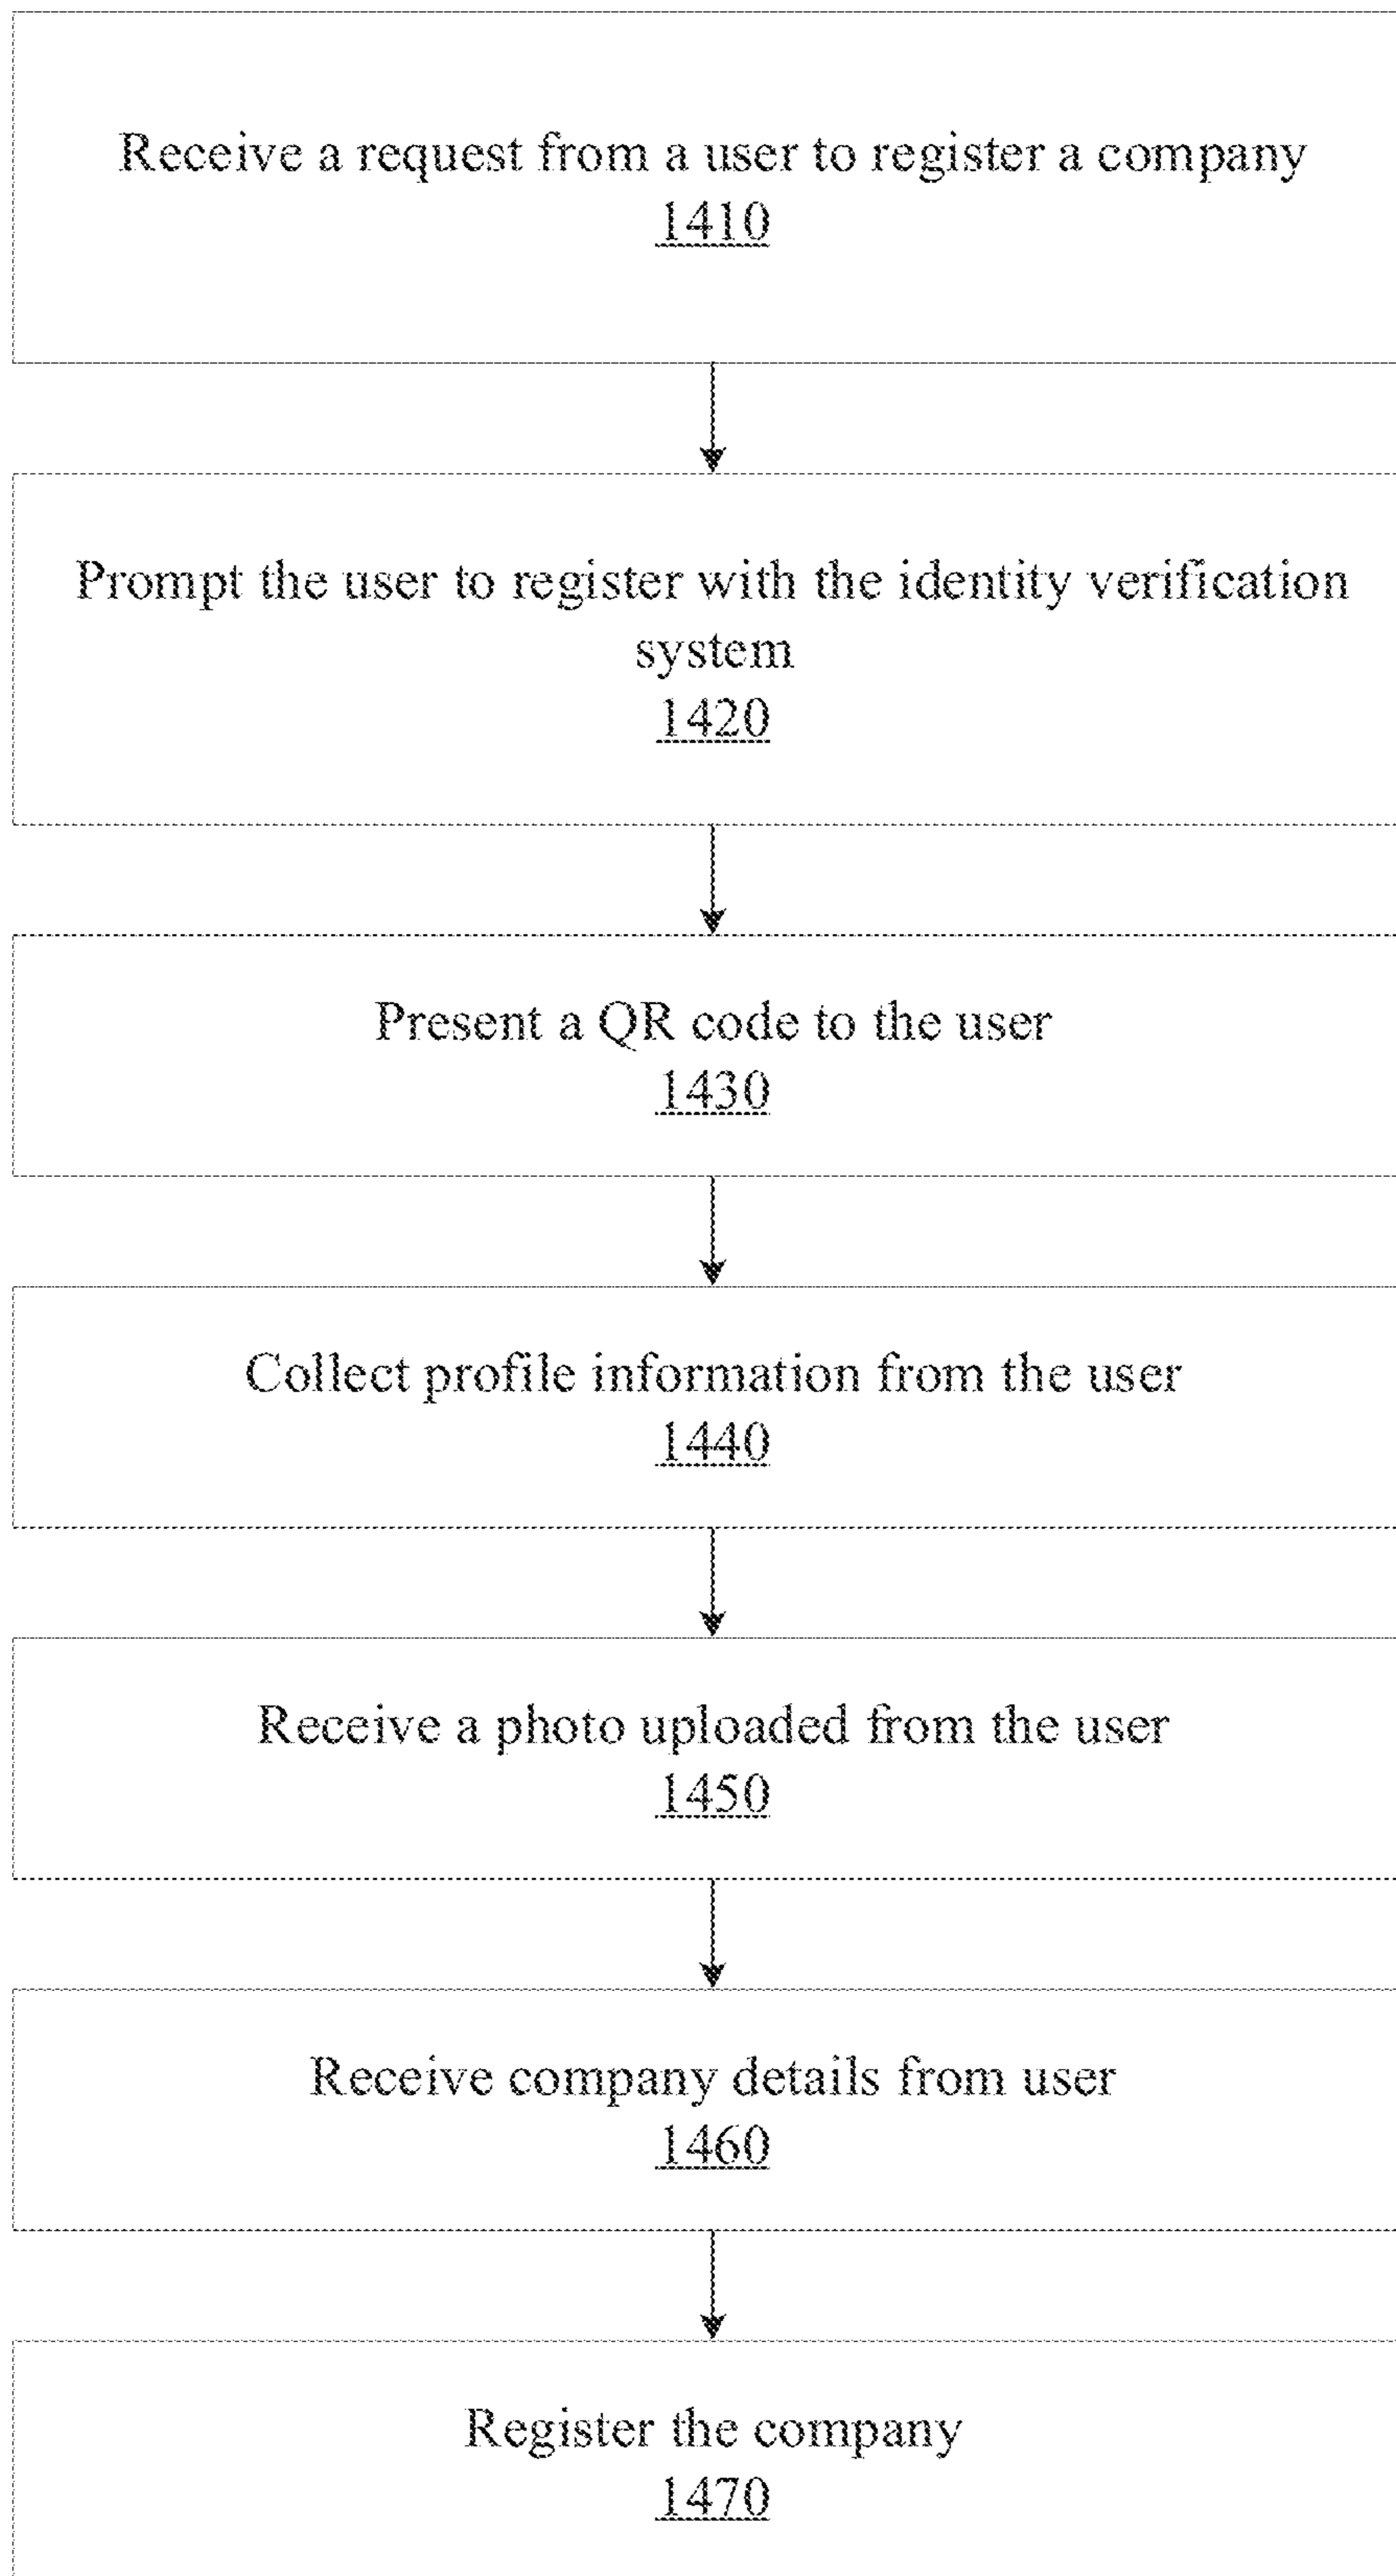 Receive a request from a user to register a company
1410
Prompt the user to register with the identity verification
system
1420
Present a QR code to the user
1430
Collect profile information from the user
1440
Receive a photo uploaded from the user
1450
Receive company details from user
1460
Register the company
1470